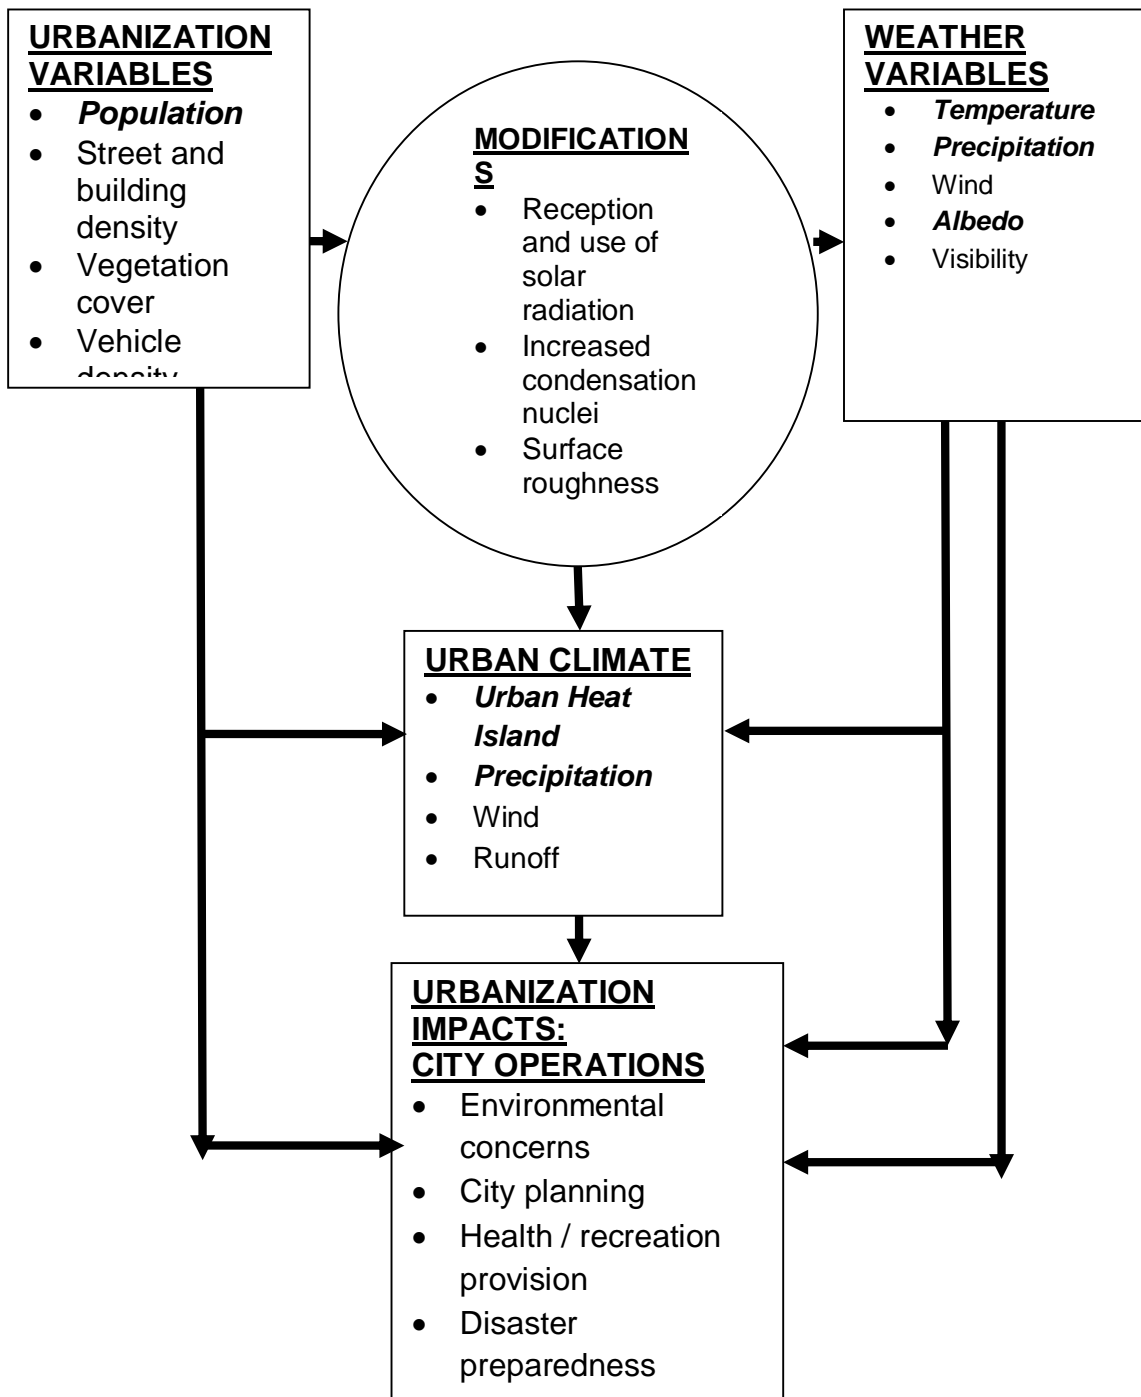 URBANIZATION
VARIABLES
• Population
• Street and
building
density
• Vegetation
cover
• Vehicle
density
MODIFICATION
S
• Reception
and use of
solar
radiation
• Increased
condensation
nuclei
• Surface
roughness
WEATHER
VARIABLES
• Temperature
• Precipitation
• Wind
• Albedo
• Visibility
URBAN CLIMATE
• Urban Heat
Island
• Precipitation
• Wind
• Runoff
URBANIZATION
IMPACTS:
CITY OPERATIONS
• Environmental
concerns
• City planning
• Health / recreation
provision
• Disaster
preparedness